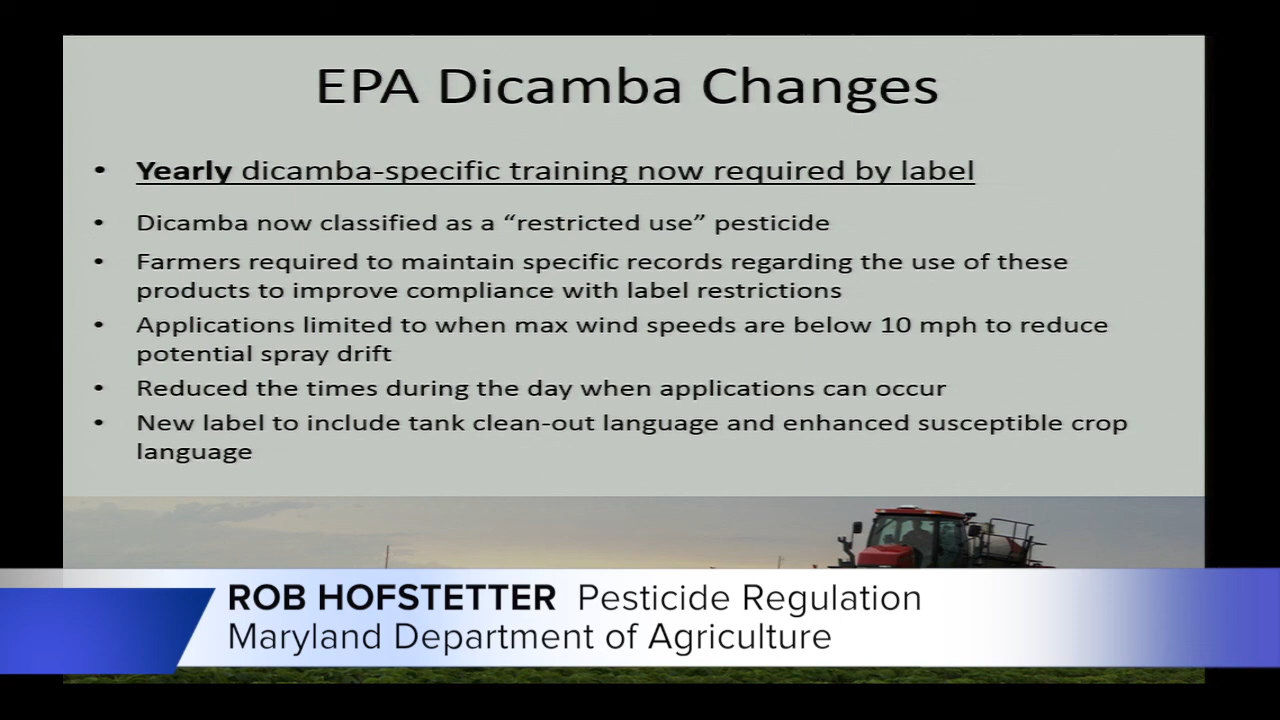 EPA Dicamba Changes
• Yearly dicamba-specific training now required by label
• Dicamba now classified as a “restricted use” pesticide
• Farmers required to maintain specific records regarding the use of these
products to improve compliance with label restrictions
• Applications limited to when max wind speeds are below 10 mph to reduce
potential spray drift
• Reduced the times during the day when applications can occur
• New label to include tank clean-out language and enhanced susceptible crop
language
ROB HOFSTETTER Pesticide Regulation
Maryland Department of Agriculture